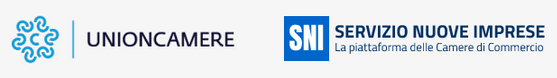 UNIONCAMERE
SNI
SERVIZIO NUOVE IMPRESE
La piattaforma delle Camere di Commercio